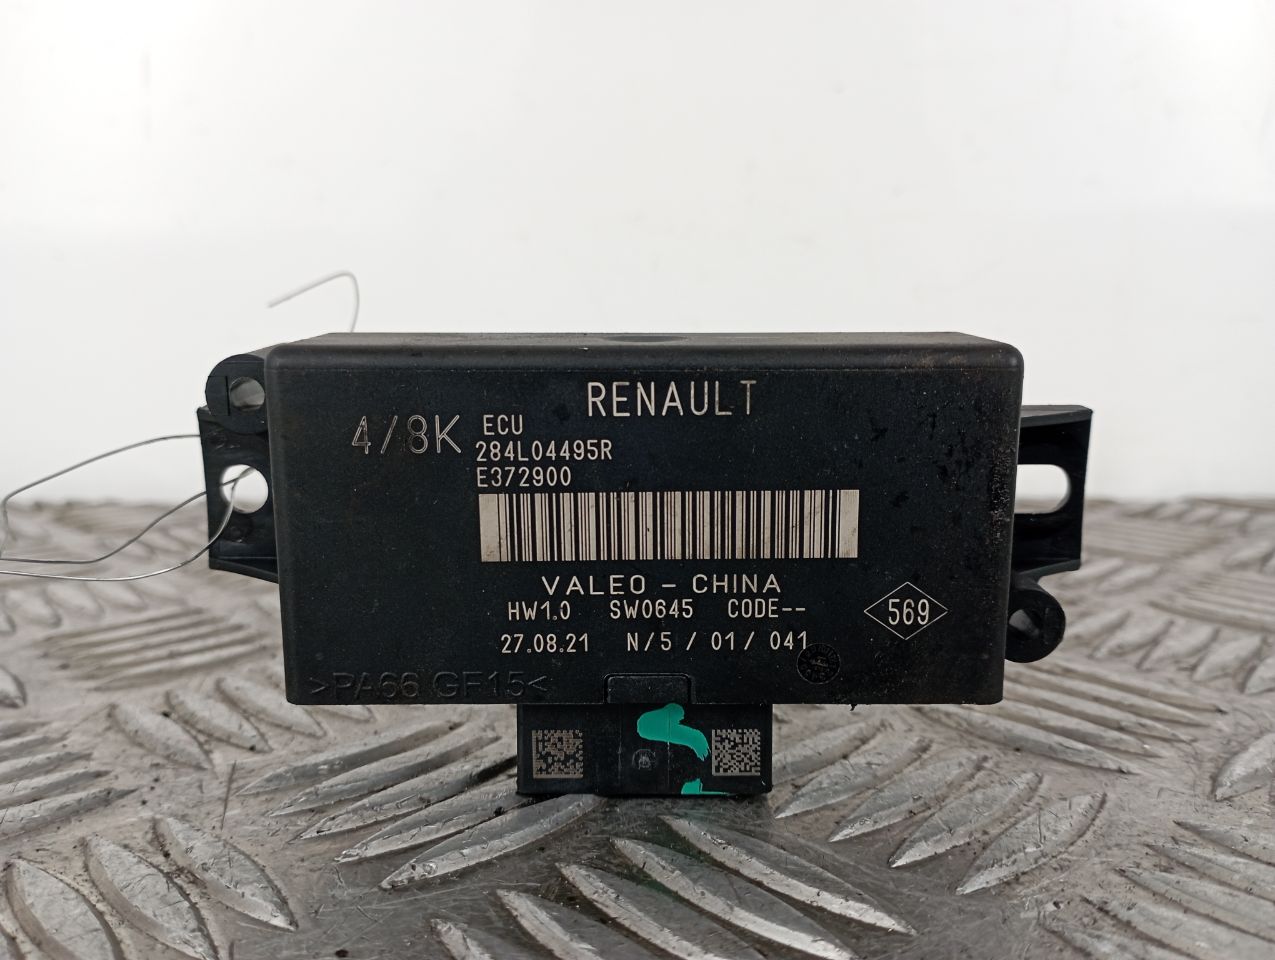 RENAULT
4/8K
ECU
284L04495R
E372900
VALEO - CHINA
HW1.0 SW0645 CODE--
569
27.08.21 N/5 / 01/ 041
>PA66 GF15<